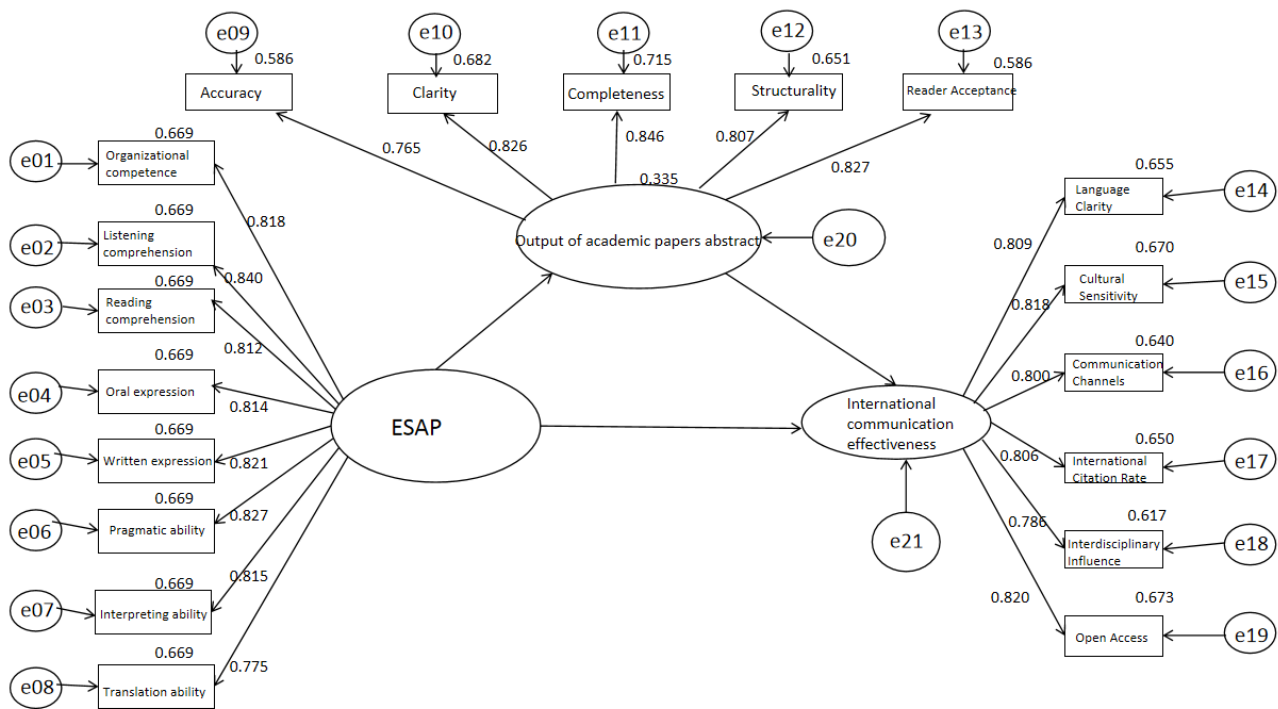 e09
e10
e11
e12
e13
0.586
0.682
0.715
0.651
0.586
Accuracy
Clarity
Completeness
Structurality
Reader Acceptance
0.765
0.826
0.846
0.807
0.827
0.335
Output of academic papers abstract
e20
e01
0.669
Organizational
competence
0.818
e02
0.669
Listening
comprehension
0.840
e03
0.669
Reading
comprehension
0.812
e04
0.669
Oral expression
0.814
e05
0.669
Written expression
0.821
e06
0.669
Pragmatic ability
0.827
e07
0.669
Interpreting ability
0.815
e08
0.669
Translation ability
0.775
ESAP
International
communication
effectiveness
e21
0.809
0.655
Language
Clarity
e14
0.818
0.670
Cultural
Sensitivity
e15
0.800
0.640
Communication
Channels
e16
0.806
0.650
International
Citation Rate
e17
0.786
0.617
Interdisciplinary
Influence
e18
0.820
0.673
Open Access
e19